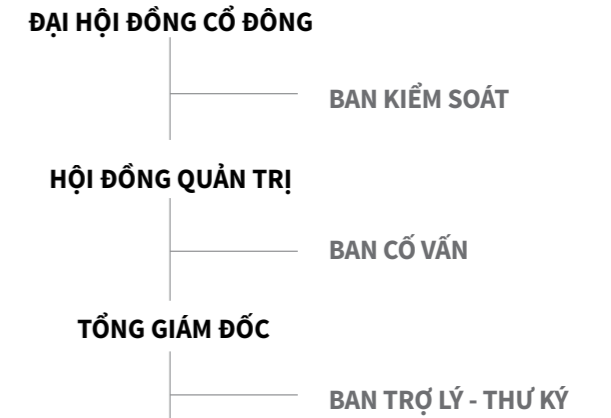 ĐẠI HỘI ĐỒNG CỔ ĐÔNG
BAN KIỂM SOÁT
HỘI ĐỒNG QUẢN TRỊ
BAN CỐ VẤN
TỔNG GIÁM ĐỐC
BAN TRỢ LÝ - THƯ KÝ